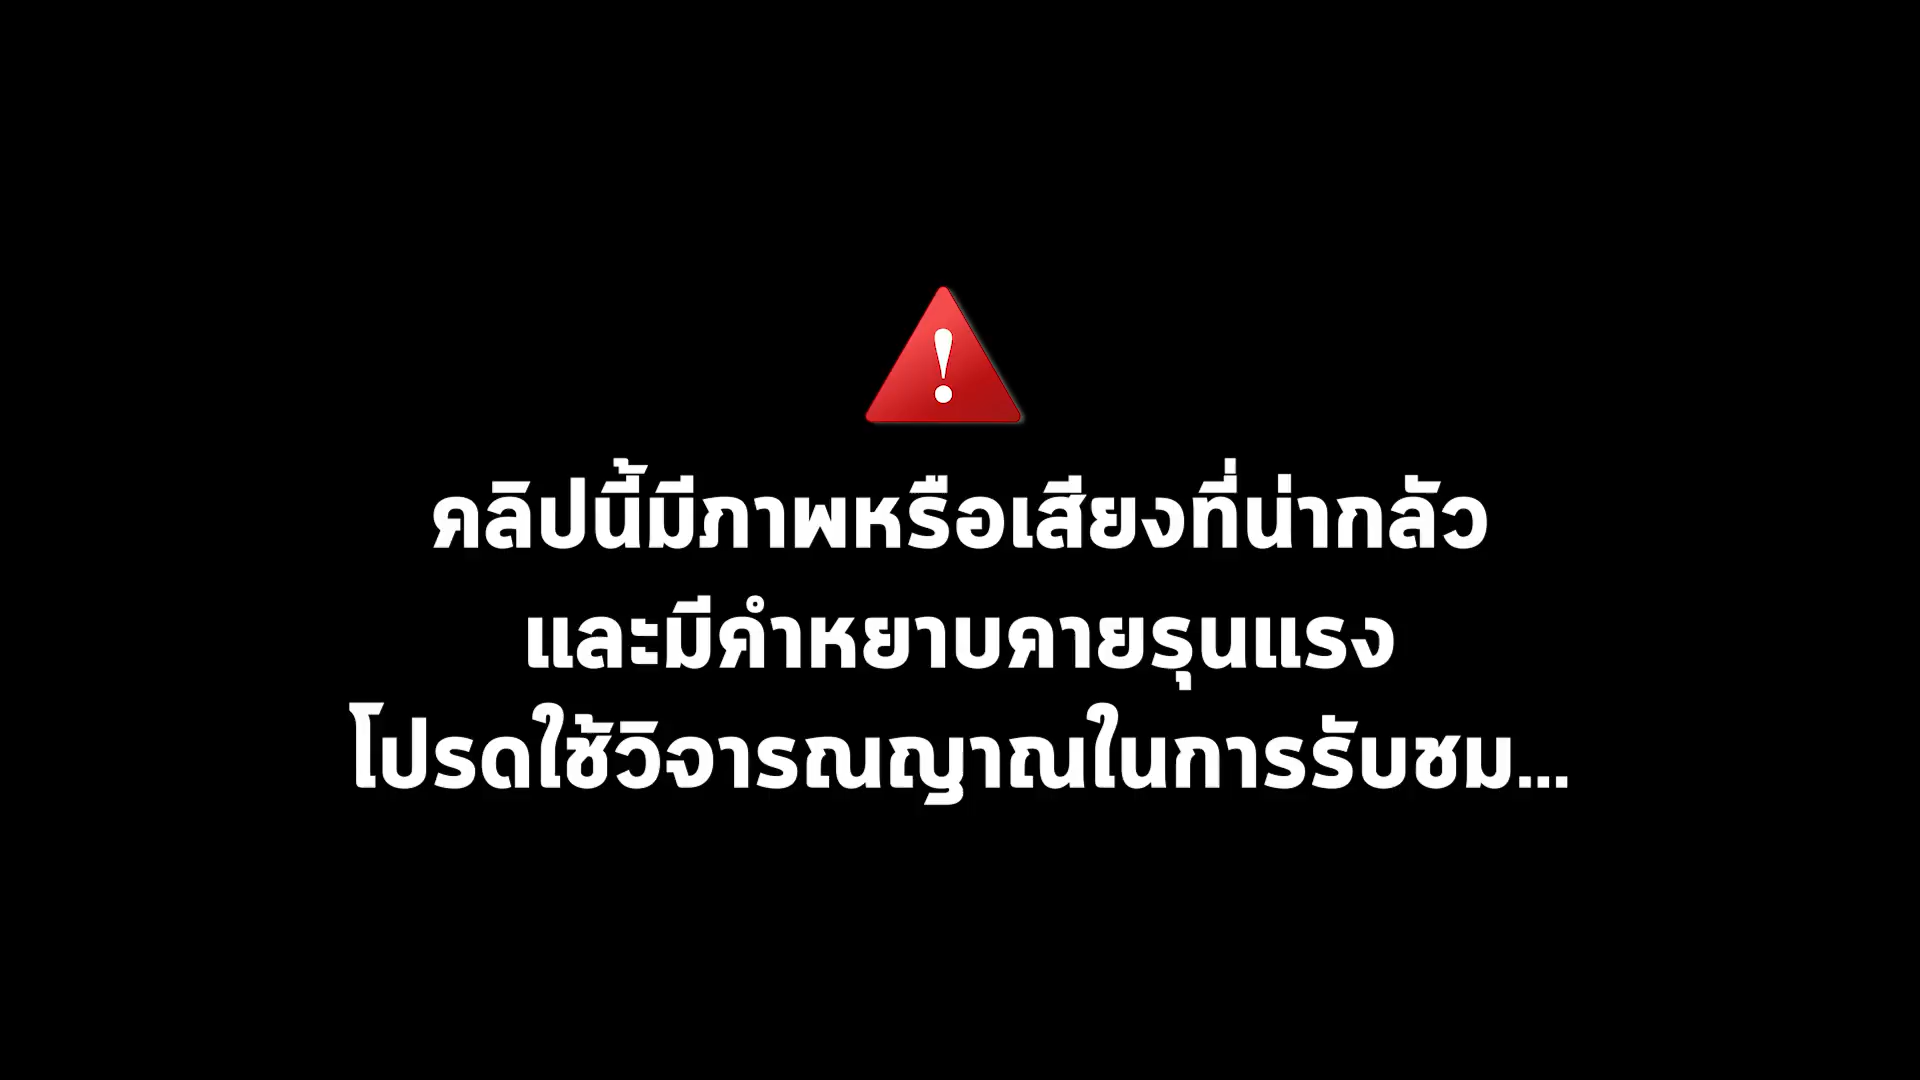 คลิปนี้มีภาพหรือเสียงที่น่ากลัว
และมีคำหยาบคายรุนแรง
โปรดใช้วิจารณญาณในการรับชม...